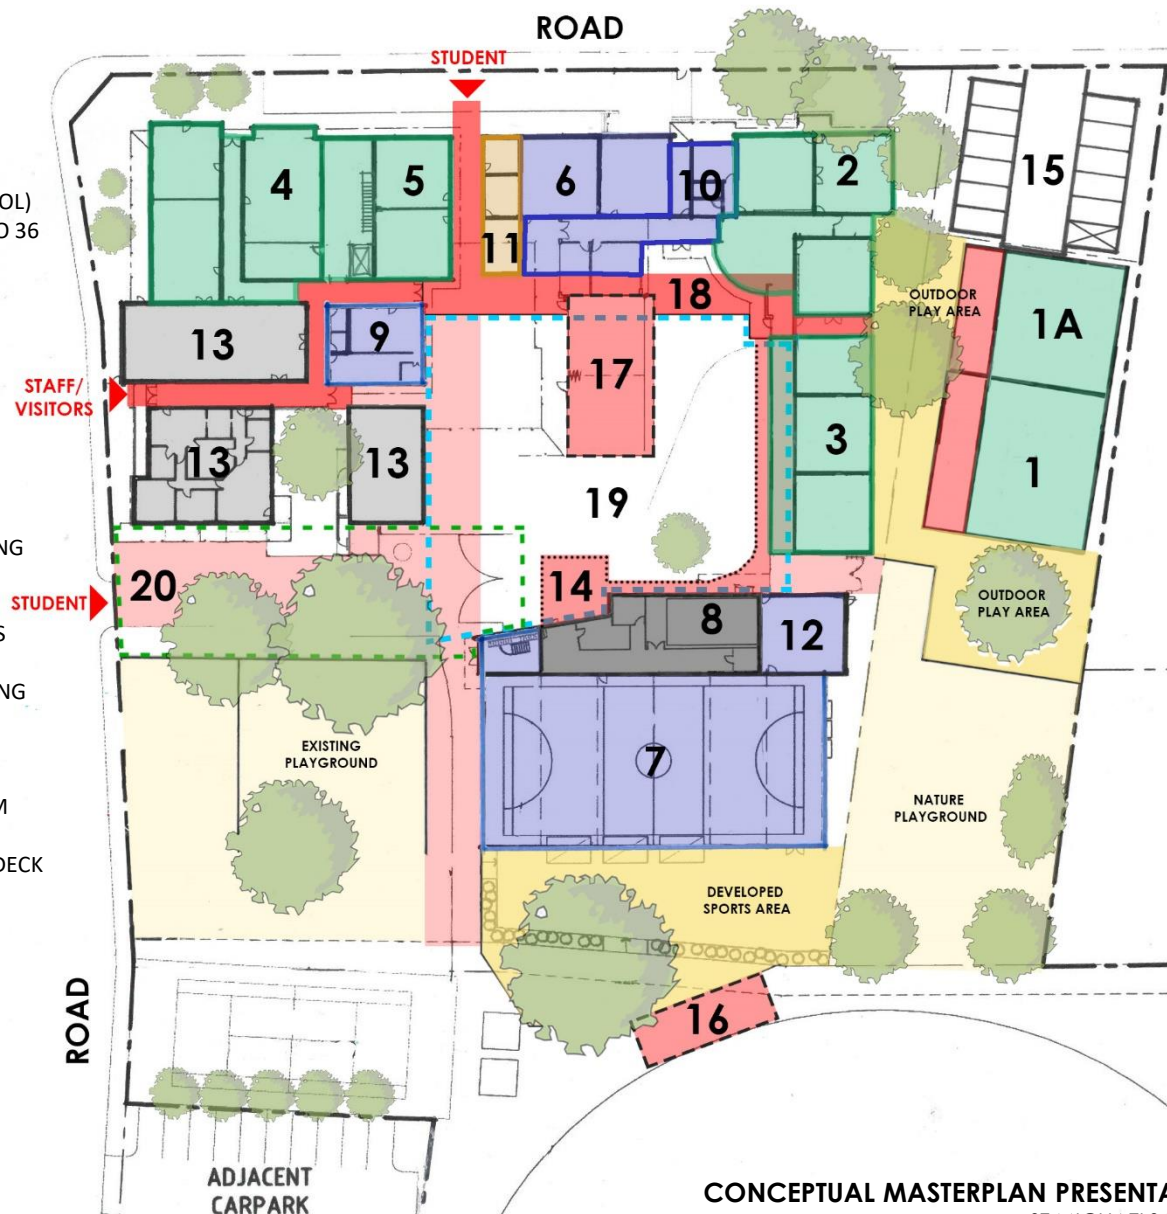 ROAD
STUDENT
OL)
O 36
4
5
6
10
2
15
11
18
OUTDOOR
PLAY AREA
1A
13
9
17
STAFF/
VISITORS
13
13
3
1
19
NG
20
14
STUDENT
OUTDOOR
PLAY AREA
8
12
S
NG
EXISTING
PLAYGROUND
7
M
NATURE
PLAYGROUND
DECK
DEVELOPED
SPORTS AREA
ROAD
16
ADJACENT
CARPARK
CONCEPTUAL MASTERPLAN PRESENTA